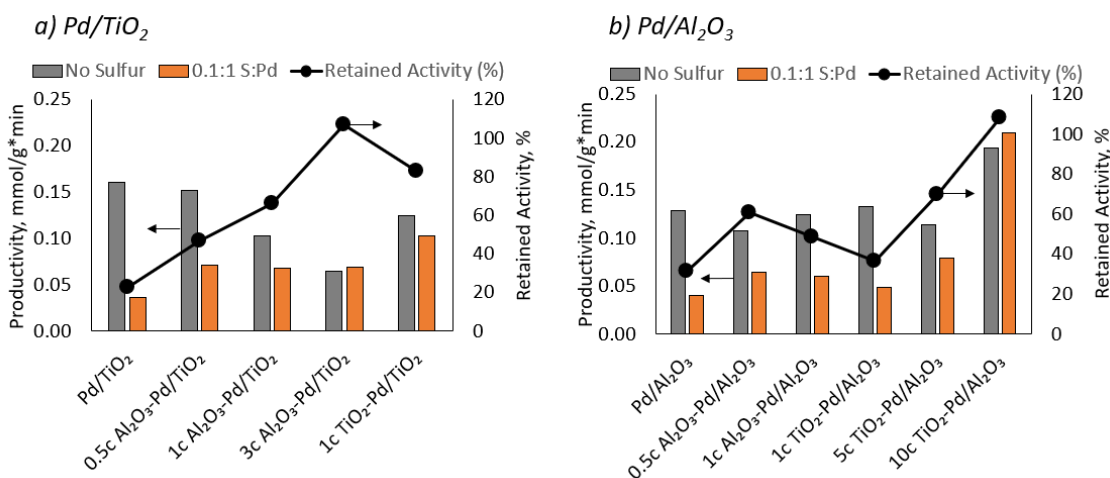 a) Pd/TiO₂
No Sulfur 0.1:1 S:Pd Retained Activity (%)
Productivity, mmol/g*min
0.25
0.20
0.15
0.10
0.05
0.00
120
100
80
60
40
20
0
Retained Activity, %
Pd/TiO₂
0.5c Al₂O₃-Pd/TiO₂
1c Al₂O₃-Pd/TiO₂
3c Al₂O₃-Pd/TiO₂
1c TiO₂-Pd/TiO₂
b) Pd/Al₂O₃
No Sulfur 0.1:1 S:Pd Retained Activity (%)
Productivity, mmol/g*min
0.25
0.20
0.15
0.10
0.05
0.00
120
100
80
60
40
20
0
Retained Activity, %
Pd/Al₂O₃
0.5c Al₂O₃-Pd/Al₂O₃
1c Al₂O₃-Pd/Al₂O₃
1c TiO₂-Pd/Al₂O₃
5c TiO₂-Pd/Al₂O₃
10c TiO₂-Pd/Al₂O₃